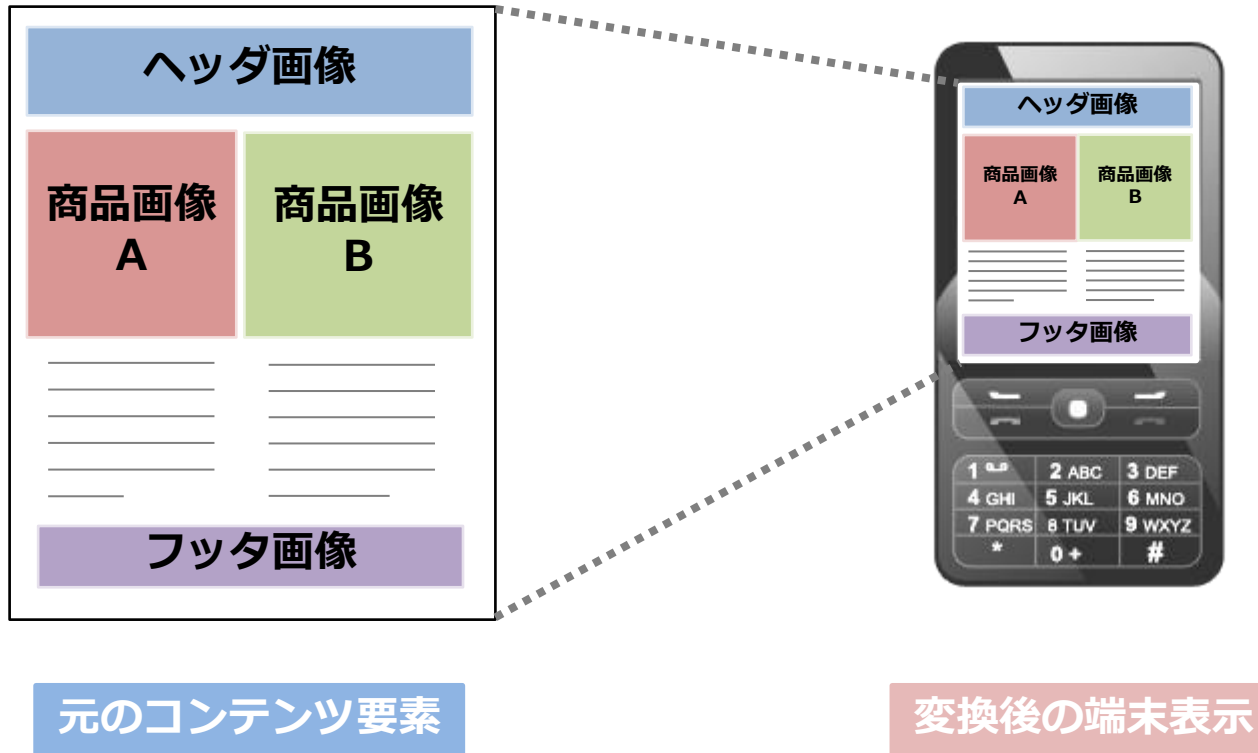 ヘッダ画像
商品画像
A
商品画像
B
フッタ画像
元のコンテンツ要素
ヘッダ画像
商品画像
A
商品画像
B
フッタ画像
1 2 ABC 3 DEF
4 GHI 5 JKL 6 MNO
7 PQRS 8 TUV 9 WXYZ
* 0 + #
変換後の端末表示